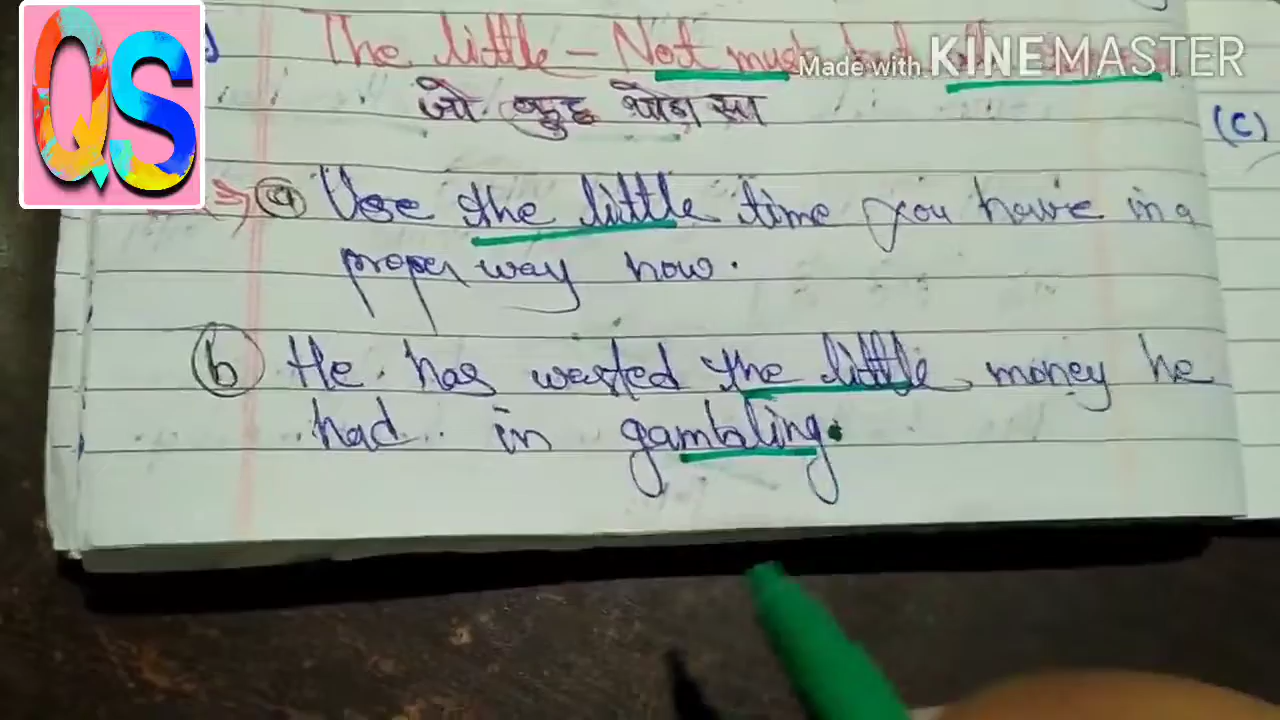 QS
The little - Not much
Made with KINEMASTER
जो कुछ थोडा सा
(C)
(a) Use the little time you have in a
proper way now.
(b) He has wasted the little money he
had in gambling.